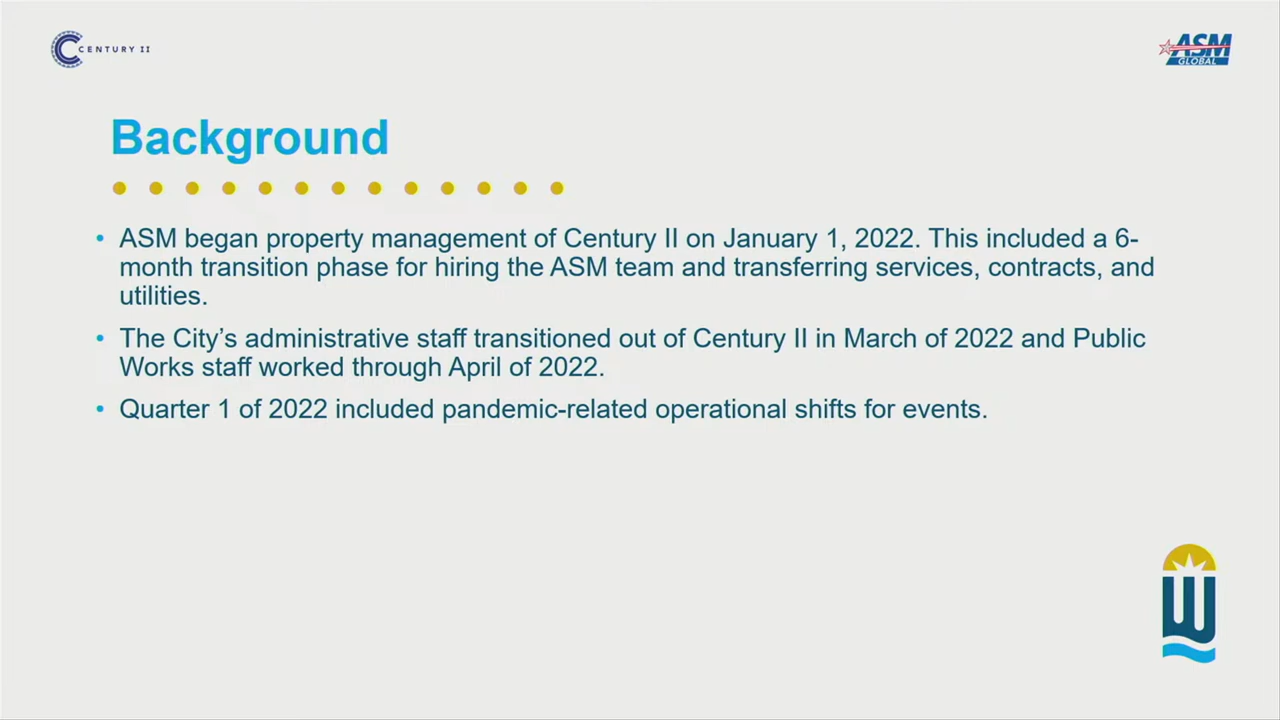 CENTURY II
ASM
GLOBAL
Background
• ASM began property management of Century II on January 1, 2022. This included a 6-
month transition phase for hiring the ASM team and transferring services, contracts, and
utilities.
• The City’s administrative staff transitioned out of Century II in March of 2022 and Public
Works staff worked through April of 2022.
• Quarter 1 of 2022 included pandemic-related operational shifts for events.
W